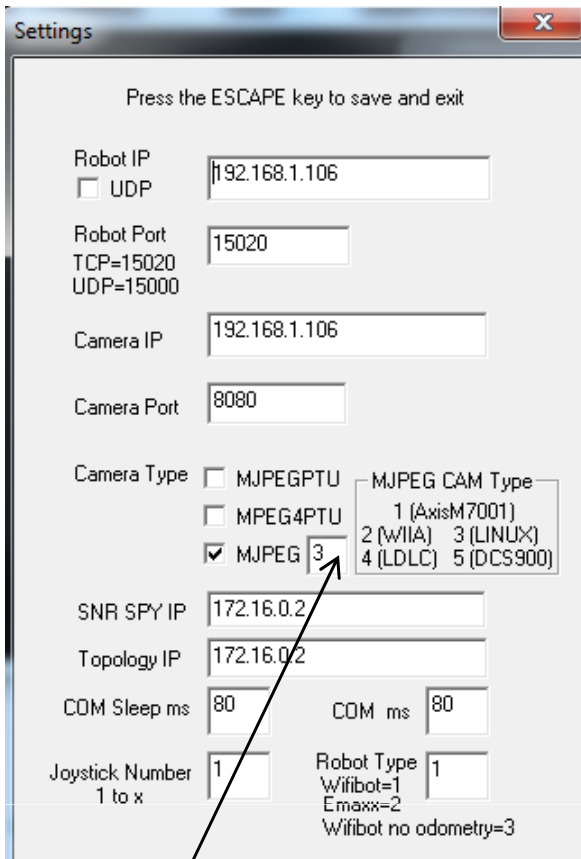 Settings
Press the ESCAPE key to save and exit
Robot IP
UDP
192.168.1.106
Robot Port
TCP=15020
UDP=15000
15020
Camera IP
192.168.1.106
Camera Port
8080
Camera Type
MJPEGPTU
MPEG4PTU
MJPEG 3
MJPEG CAM Type
1 (AxisM7001)
2 (WIIA) 3 (LINUX)
4 (LDLC) 5 (DCS900)
SNR SPY IP 172.16.0.2
Topology IP 172.16.0.2
COM Sleep ms 80 COM ms 80
Joystick Number
1 to x
1
Robot Type
Wifibot=1
Emaxx=2
Wifibot no odometry=3
1